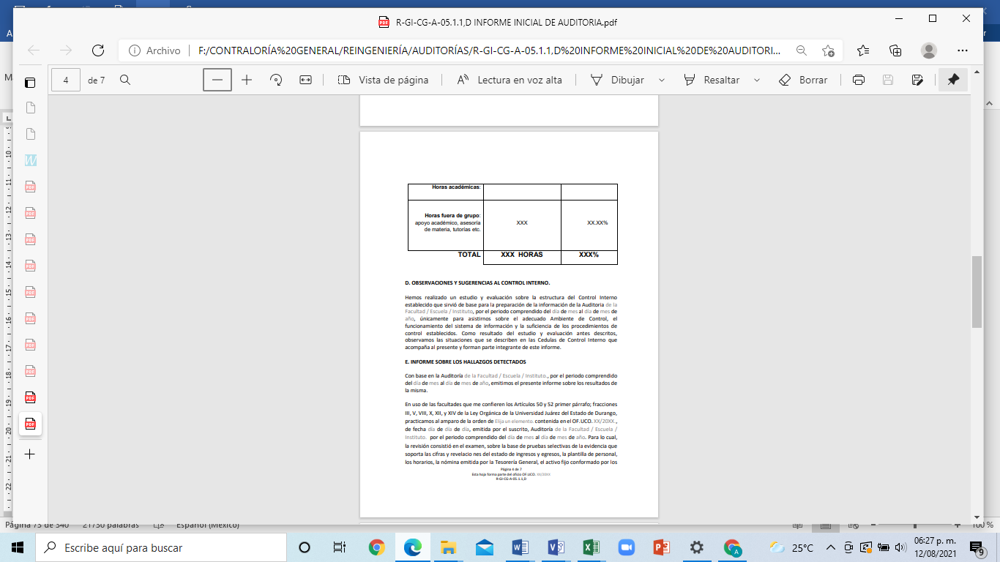 R-GI-CG-A-05.1.1,D INFORME INICIAL DE AUDITORIA.pdf
Archivo
F:/CONTRALORÍA%20GENERAL/REINGENIERÍA/AUDITORÍAS/R-GI-CG-A-05.1.1,D%20INFORME%20INICIAL%20DE%20AUDITORI...
4 de 7
Vista de página
Lectura en voz alta
Dibujar
Resaltar
Borrar
Horas académicas:
Horas fuera de grupo:
apoyo académico, asesoría
de materia, tutorías etc.
XXX
XX.XX%
TOTAL XXX HORAS XXX%
D. OBSERVACIONES Y SUGERENCIAS AL CONTROL INTERNO.
Hemos realizado un estudio y evaluación sobre la estructura del Control Interno
establecido que sirvió de base para la preparación de la información de la Auditoria de la
Facultad / Escuela / Instituto, por el periodo comprendido del día de mes al día de mes de
año, únicamente para asistirnos sobre el adecuado Ambiente de Control, el
funcionamiento del sistema de información y la suficiencia de los procedimientos de
control establecidos. Como resultado del estudio y evaluación antes descritos,
observamos las situaciones que se describen en las Cedulas de Control Interno que
acompaña al presente y forman parte integrante de este informe.
E. INFORME SOBRE LOS HALLAZGOS DETECTADOS
Con base en la Auditoría de la Facultad / Escuela / Instituto., por el periodo comprendido
del día de mes al día de mes de año, emitimos el presente informe sobre los resultados de
la misma.
En uso de las facultades que me confieren los Artículos 50 y 52 primer párrafo; fracciones
III, V, VIII, X, XII, y XIV de la Ley Orgánica de la Universidad Juárez del Estado de Durango,
practicamos al amparo de la orden de Elija un elemento. contenida en el OF.UCO. XX/20XX.,
de fecha día de día de día, emitida por el suscrito, Auditoría de la Facultad / Escuela /
Instituto. por el periodo comprendido del día de mes al día de mes de año. Para lo cual,
la revisión consistió en el examen, sobre la base de pruebas selectivas de la evidencia que
soporta las cifras y revelacio nes del estado de ingresos y egresos, la plantilla de personal,
los horarios, la nómina emitida por la Tesorería General, el activo fijo conformado por los
Página 4 de 7
Esta hoja forma parte del oficio OF.UCO. XX/20XX
R-GI-CG-A-05.1.1,D
Página 75 de 340 21750 palabras Español (México) 100 %
Escribe aquí para buscar
25°C
06:27 p. m.
12/08/2021
9